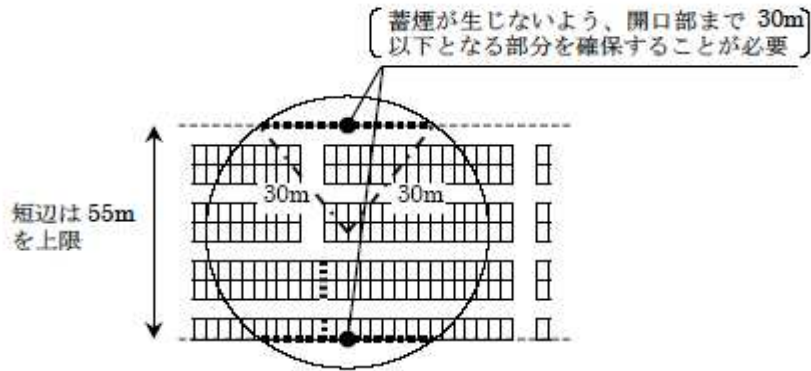 蓄煙が生じないよう、開口部まで 30m
以下となる部分を確保することが必要
30m
30m
短辺は 55m
を上限